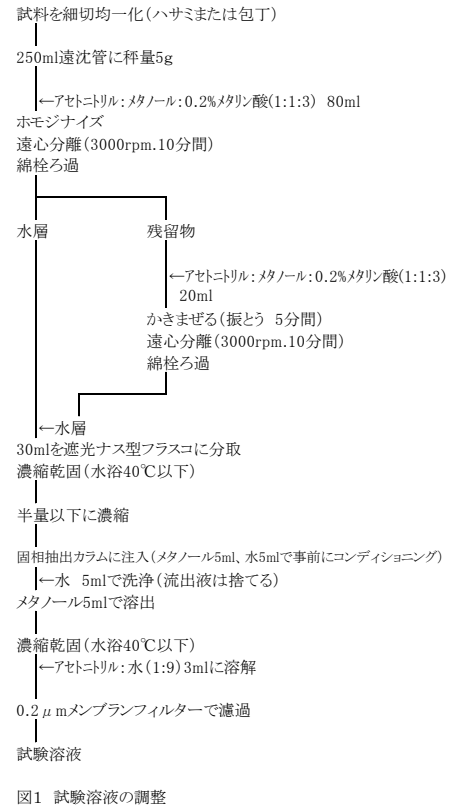 試料を細切均一化(ハサミまたは包丁)
250ml遠沈管に秤量5g
←アセトニトリル:メタノール:0.2%メタリン酸(1:1:3) 80ml
ホモジナイズ
遠心分離(3000rpm.10分間)
綿栓ろ過
水層 残留物
←アセトニトリル:メタノール:0.2%メタリン酸(1:1:3)
20ml
かきまぜる(振とう 5分間)
遠心分離(3000rpm.10分間)
綿栓ろ過
←水層
30mlを遮光ナス型フラスコに分取
濃縮乾固(水浴40℃以下)
半量以下に濃縮
固相抽出カラムに注入(メタノール5ml、水5mlで事前にコンディショニング)
←水 5mlで洗浄(流出液は捨てる)
メタノール5mlで溶出
濃縮乾固(水浴40℃以下)
←アセトニトリル:水(1:9)3mlに溶解
0.2μmメンブランフィルターで濾過
試験溶液
図1 試験溶液の調整